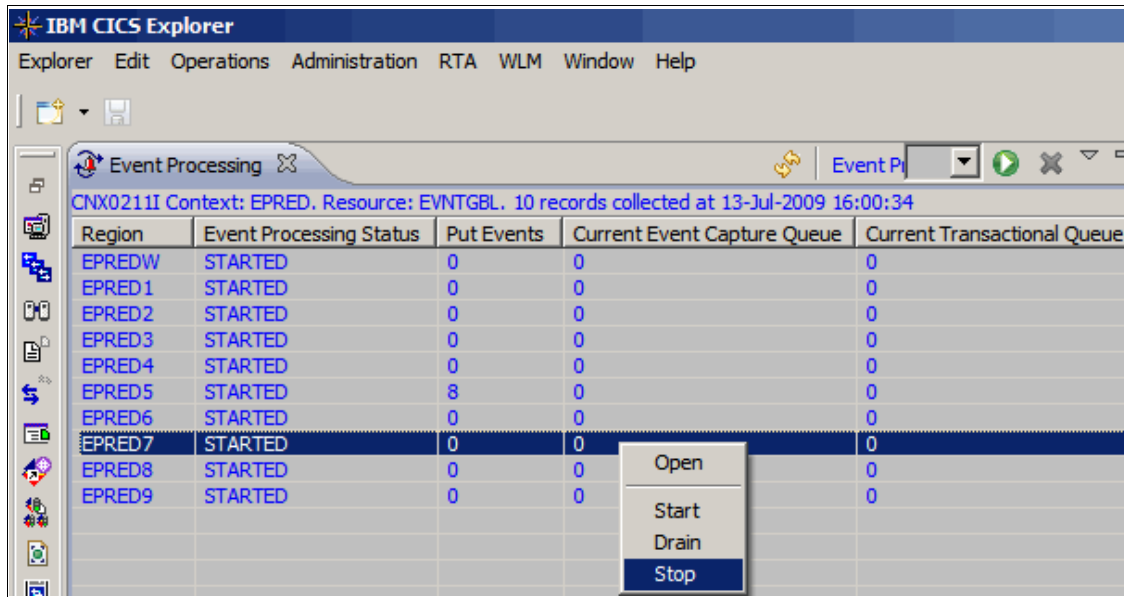 IBM CICS Explorer
Explorer Edit Operations Administration RTA WLM Window Help
Event Processing Event P
CNX0211I Context: EPRED. Resource: EVNTGBL. 10 records collected at 13-Jul-2009 16:00:34
Region Event Processing Status Put Events Current Event Capture Queue Current Transactional Queue
EPREDW STARTED 0 0 0
EPRED1 STARTED 0 0 0
EPRED2 STARTED 0 0 0
EPRED3 STARTED 0 0 0
EPRED4 STARTED 0 0 0
EPRED5 STARTED 8 0 0
EPRED6 STARTED 0 0 0
EPRED7 STARTED 0 0 0
EPRED8 STARTED 0 0 0
EPRED9 STARTED 0 0 0
Open
Start
Drain
Stop